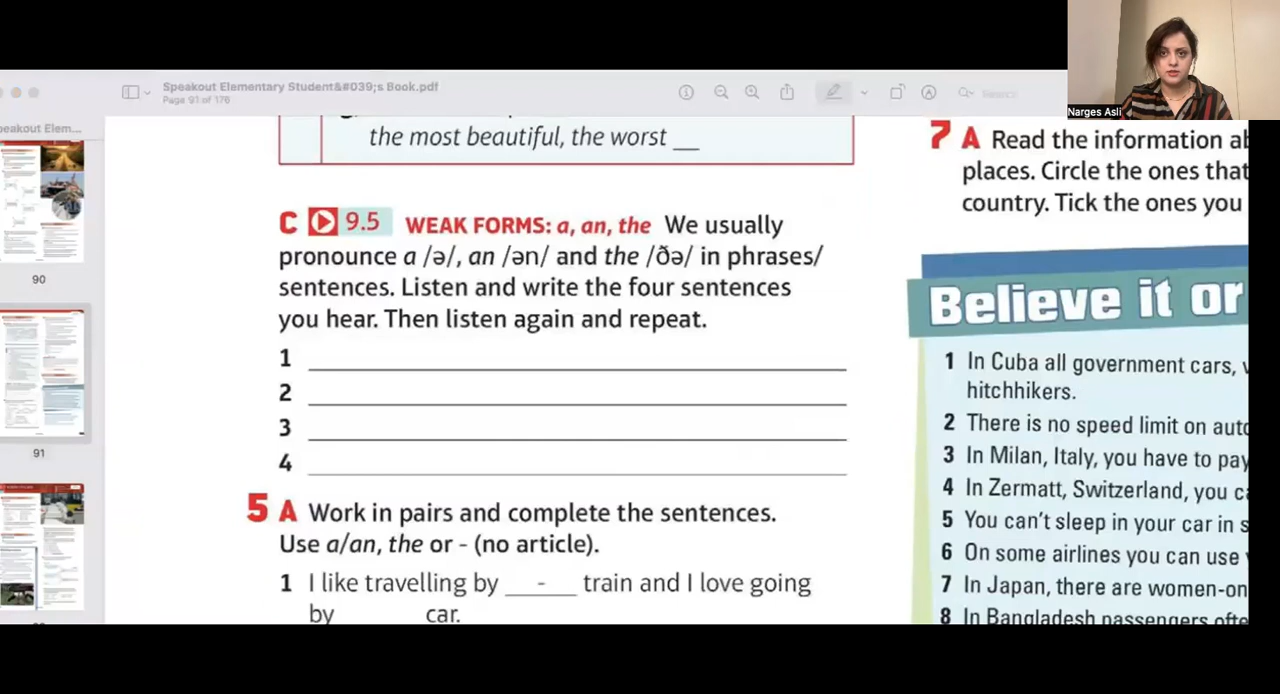 Speakout Elementary Student&#039;s Book.pdf
Page 91 of 176
Search
Narges Asli
peakout Elem...
90
91
the most beautiful, the worst __
C 9.5 WEAK FORMS: a, an, the We usually
pronounce a /ə/, an /ən/ and the /ðə/ in phrases/
sentences. Listen and write the four sentences
you hear. Then listen again and repeat.
1
2
3
4
5 A Work in pairs and complete the sentences.
Use a/an, the or - (no article).
1 I like travelling by ___-___ train and I love going
by car.
7 A Read the information ab
places. Circle the ones that
country. Tick the ones you
Believe it or
1 In Cuba all government cars, v
hitchhikers.
2 There is no speed limit on auto
3 In Milan, Italy, you have to pay
4 In Zermatt, Switzerland, you ca
5 You can't sleep in your car in s
6 On some airlines you can use
7 In Japan, there are women-on
8 In Bangladesh passengers ofte